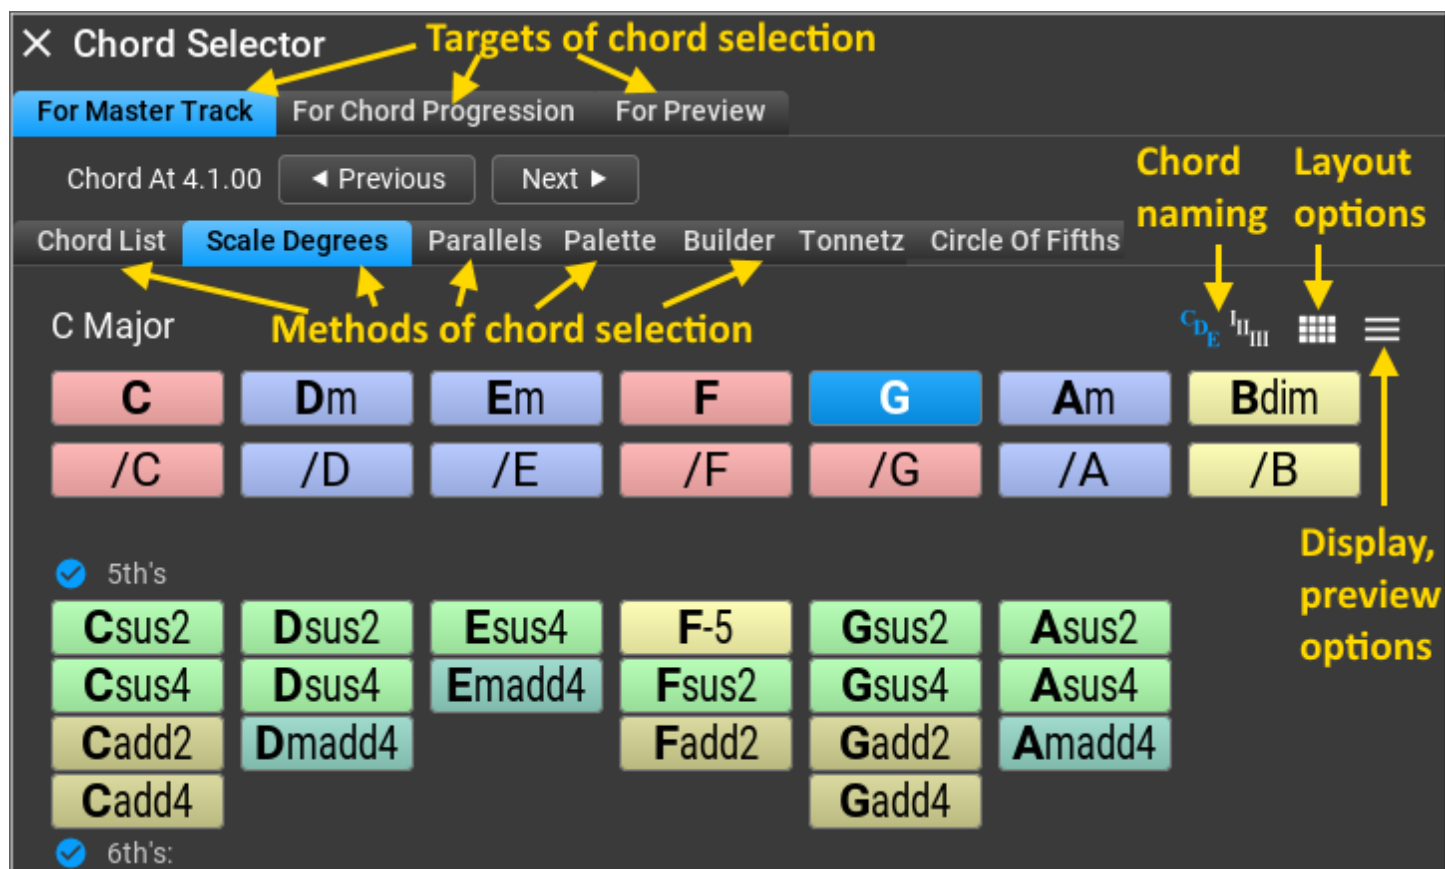 Chord Selector
Targets of chord selection
For Master Track For Chord Progression For Preview
Chord At 4.1.00 Previous Next
Chord naming
Layout options
Chord List Scale Degrees Parallels Palette Builder Tonnetz Circle Of Fifths
C Major
Methods of chord selection
CDE IIIIII
C Dm Em F G Am Bdim
/C /D /E /F /G /A /B
Display, preview options
5th's
Csus2 Dsus2 Esus4 F-5 Gsus2 Asus2
Csus4 Dsus4 Emadd4 Fsus2 Gsus4 Asus4
Cadd2 Dmadd4 Fadd2 Gadd2 Amadd4
Cadd4 Gadd4
6th's: